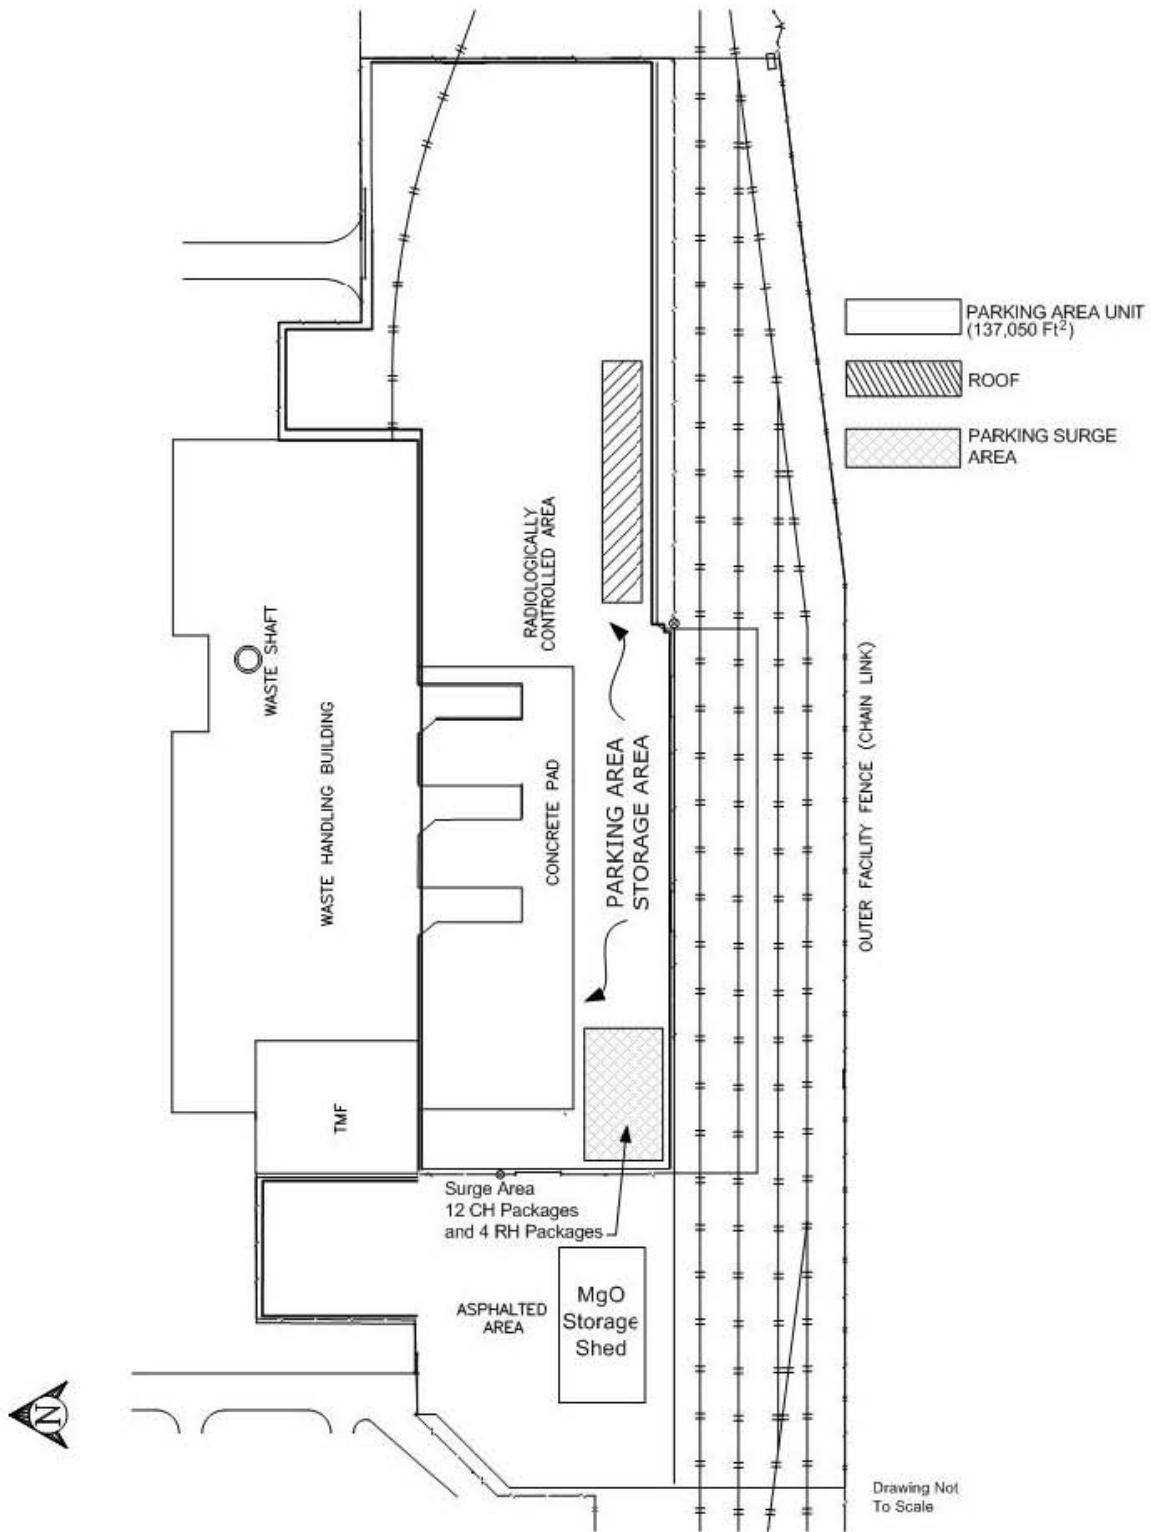 PARKING AREA UNIT
(137,050 Ft²)
ROOF
PARKING SURGE
AREA
RADIOLOGICALLY
CONTROLLED AREA
WASTE SHAFT
WASTE HANDLING BUILDING
CONCRETE PAD
PARKING AREA
STORAGE AREA
OUTER FACILITY FENCE (CHAIN LINK)
TMF
Surge Area
12 CH Packages
and 4 RH Packages
ASPHALTED
AREA
MgO
Storage
Shed
N
Drawing Not
To Scale